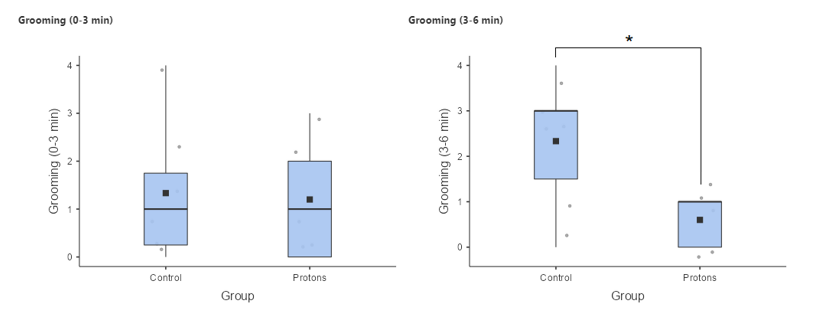 Grooming (0-3 min)
Grooming (0-3 min)
4
3
2
1
0
Control
Protons
Group
Grooming (3-6 min)
*
Grooming (3-6 min)
4
3
2
1
0
Control
Protons
Group